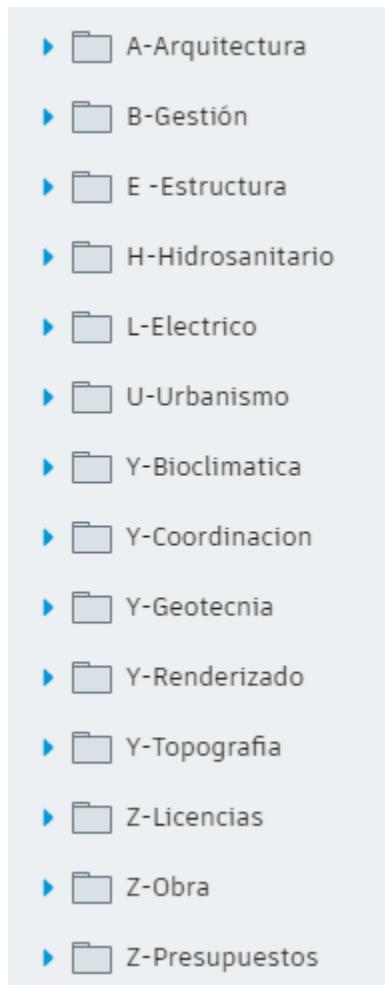 A-Arquitectura
B-Gestión
E -Estructura
H-Hidrosanitario
L-Electrico
U-Urbanismo
Y-Bioclimatica
Y-Coordinacion
Y-Geotecnia
Y-Renderizado
Y-Topografia
Z-Licencias
Z-Obra
Z-Presupuestos